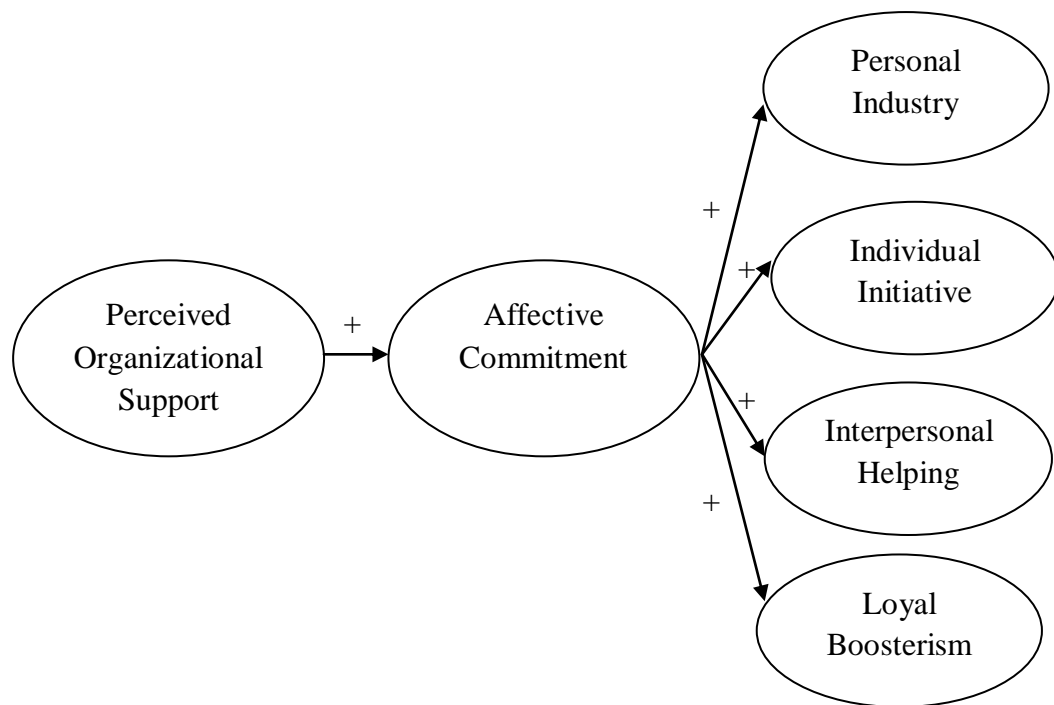 Perceived
Organizational
Support
+
Affective
Commitment
+
+
+
+
Personal
Industry
Individual
Initiative
Interpersonal
Helping
Loyal
Boosterism